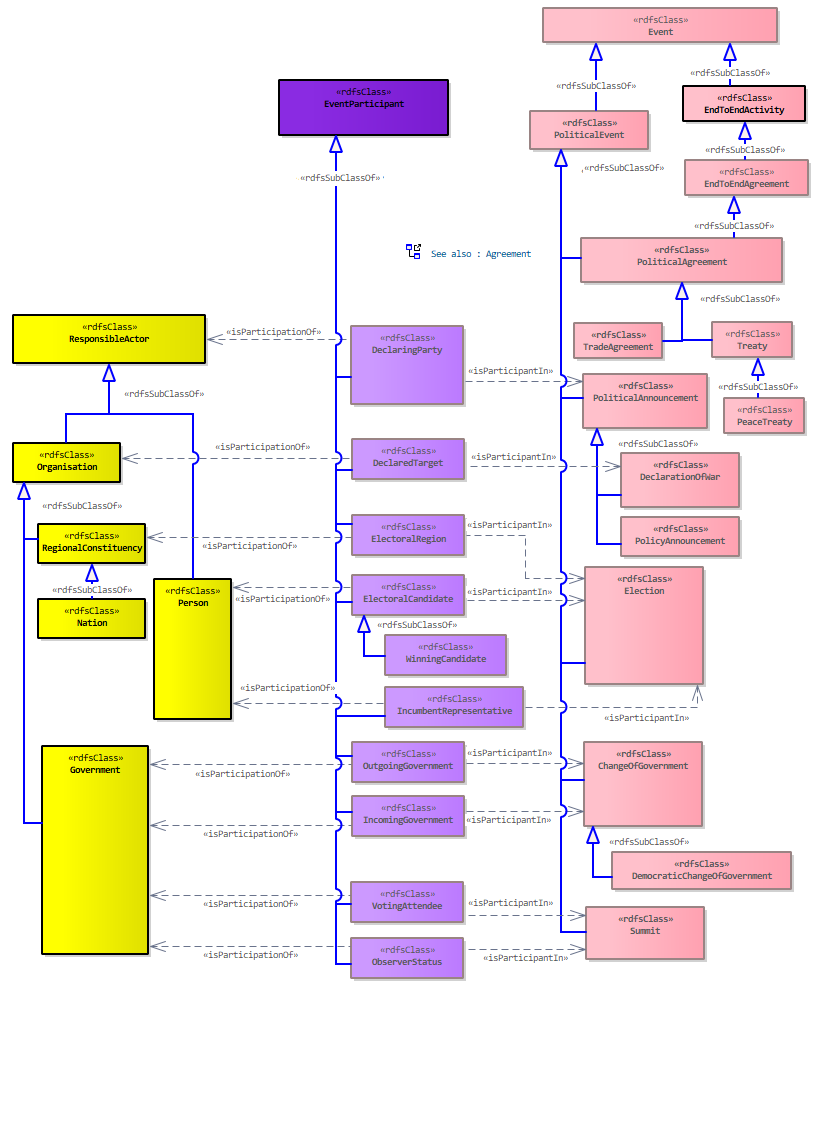 «rdfsClass»
Event
«rdfsSubClassOf»
«rdfsSubClassOf»
«rdfsClass»
EventParticipant
«rdfsClass»
EndToEndActivity
«rdfsClass»
PoliticalEvent
«rdfsSubClassOf»
«rdfsSubClassOf»
«rdfsClass»
EndToEndAgreement
«rdfsSubClassOf»
«rdfsSubClassOf»
«rdfsClass»
PoliticalAgreement
See also : Agreement
«rdfsSubClassOf»
«rdfsClass»
ResponsibleActor
«isParticipationOf»
«rdfsClass»
DeclaringParty
«rdfsClass»
TradeAgreement
«rdfsClass»
Treaty
«isParticipantIn»
«rdfsClass»
PoliticalAnnouncement
«rdfsSubClassOf»
«rdfsSubClassOf»
«rdfsClass»
PeaceTreaty
«rdfsClass»
Organisation
«isParticipationOf»
«rdfsClass»
DeclaredTarget
«isParticipantIn»
«rdfsSubClassOf»
«rdfsClass»
DeclarationOfWar
«rdfsSubClassOf»
«rdfsClass»
RegionalConstituency
«isParticipationOf»
«rdfsClass»
ElectoralRegion
«isParticipantIn»
«rdfsClass»
PolicyAnnouncement
«rdfsSubClassOf»
«rdfsClass»
Nation
«rdfsClass»
Person
«isParticipationOf»
«rdfsClass»
ElectoralCandidate
«isParticipantIn»
«rdfsClass»
Election
«rdfsSubClassOf»
«rdfsClass»
WinningCandidate
«isParticipationOf»
«rdfsClass»
IncumbentRepresentative
«isParticipantIn»
«rdfsClass»
Government
«isParticipationOf»
«rdfsClass»
OutgoingGovernment
«isParticipantIn»
«rdfsClass»
ChangeOfGovernment
«isParticipationOf»
«rdfsClass»
IncomingGovernment
«isParticipantIn»
«rdfsSubClassOf»
«rdfsClass»
DemocraticChangeOfGovernment
«isParticipationOf»
«rdfsClass»
VotingAttendee
«isParticipantIn»
«rdfsClass»
Summit
«isParticipationOf»
«rdfsClass»
ObserverStatus
«isParticipantIn»